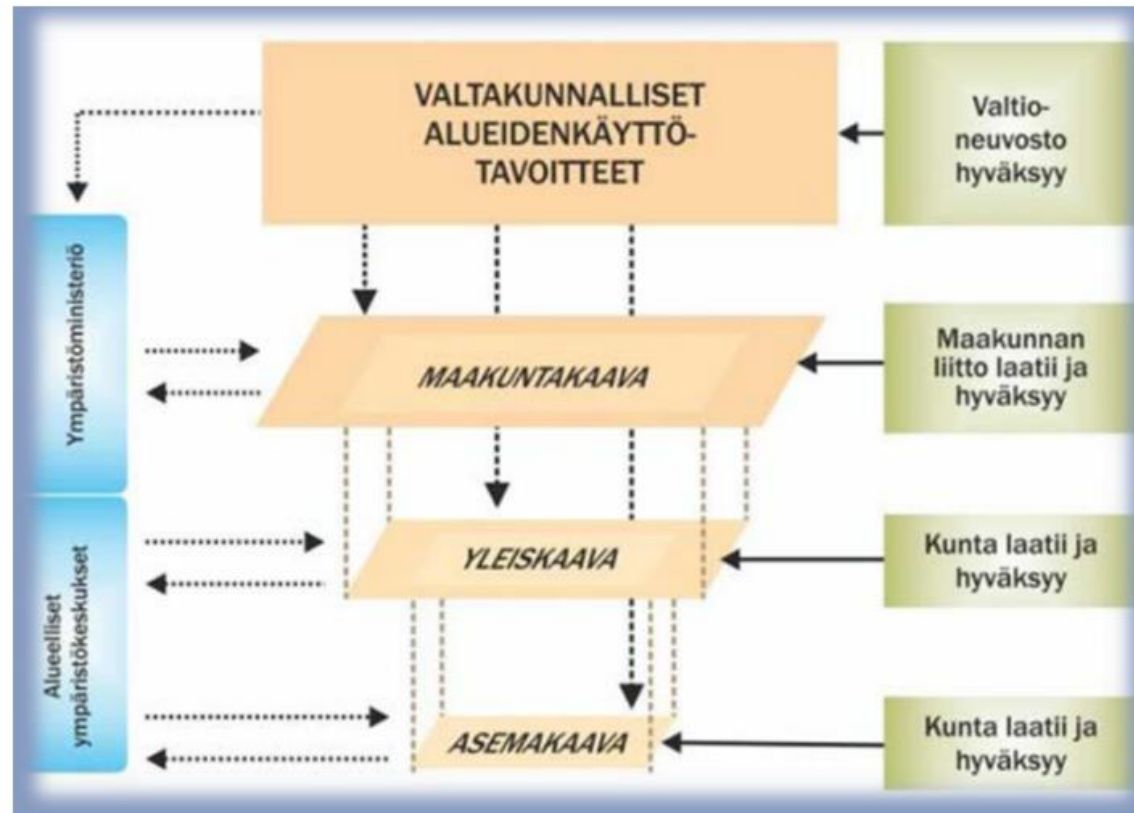 VALTAKUNNALLISET
ALUEIDENKÄYTTÖ-
TAVOITTEET
Valtio-
neuvosto
hyväksyy
Ympäristöministeriö
MAAKUNTAKAAVA
Maakunnan
liitto laatii ja
hyväksyy
Alueelliset
ympäristökeskukset
YLEISKAAVA
Kunta laatii ja
hyväksyy
ASEMAKAAVA
Kunta laatii ja
hyväksyy